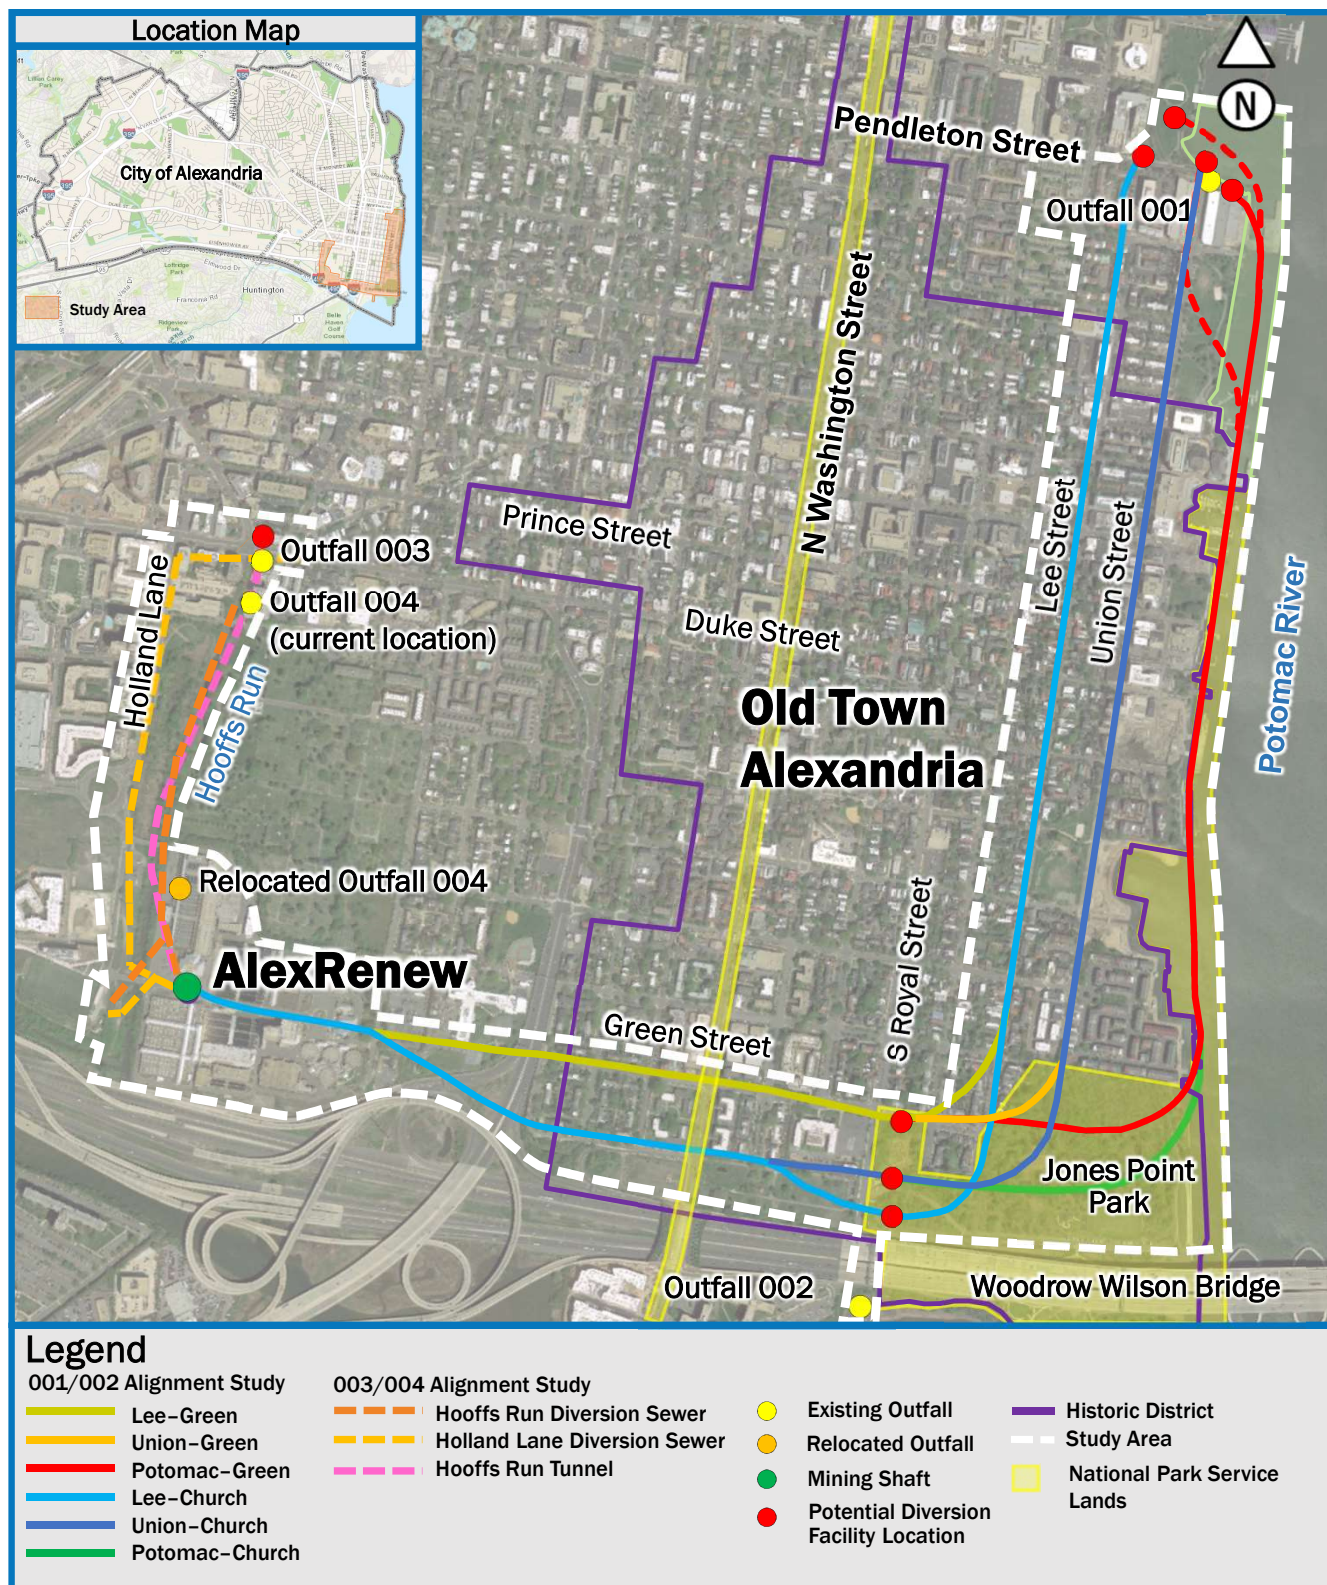 Location Map
City of Alexandria
Huntington
Study Area
N
Pendleton Street
Outfall 001
N Washington Street
Prince Street
Lee Street
Union Street
Potomac River
Outfall 003
Outfall 004
(current location)
Holland Lane
Hooffs Run
Duke Street
Old Town
Alexandria
Relocated Outfall 004
AlexRenew
S Royal Street
Green Street
Jones Point
Park
Outfall 002
Woodrow Wilson Bridge
Legend
001/002 Alignment Study
Lee–Green
Union–Green
Potomac–Green
Lee–Church
Union–Church
Potomac–Church
003/004 Alignment Study
Hooffs Run Diversion Sewer
Holland Lane Diversion Sewer
Hooffs Run Tunnel
Existing Outfall
Relocated Outfall
Mining Shaft
Potential Diversion
Facility Location
Historic District
Study Area
National Park Service
Lands